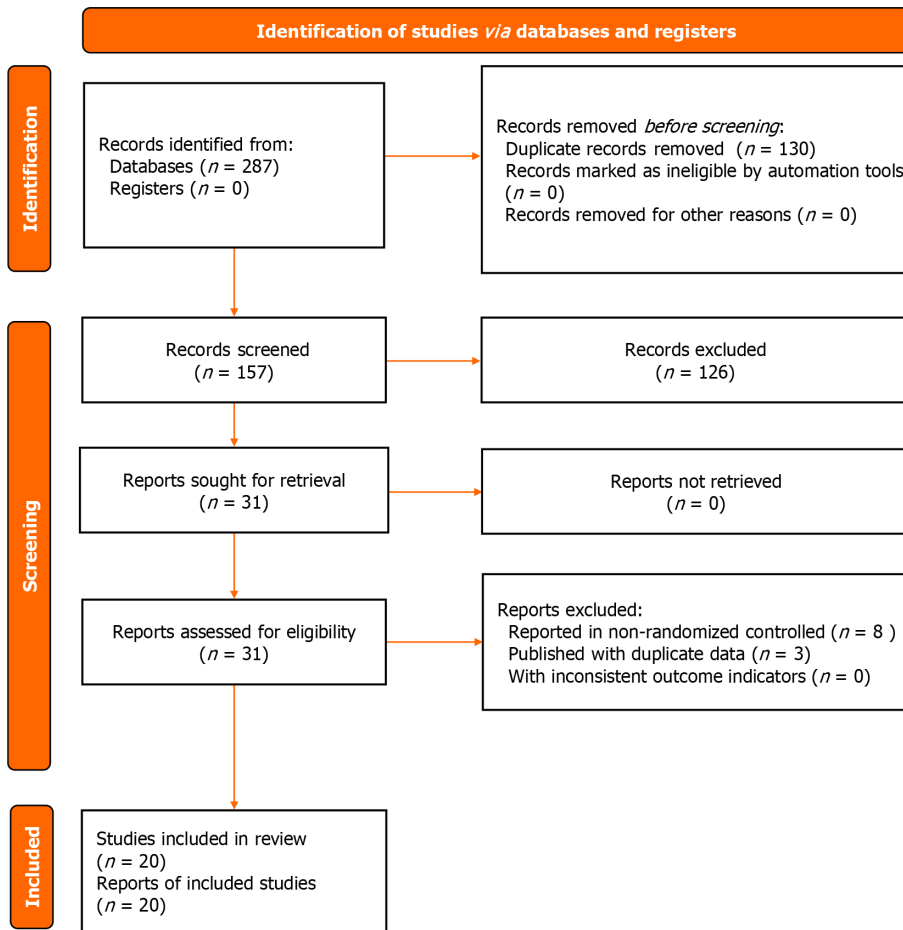 Identification of studies via databases and registers
Identification
Records identified from:
Databases (n = 287)
Registers (n = 0)
Records removed before screening:
Duplicate records removed (n = 130)
Records marked as ineligible by automation tools
(n = 0)
Records removed for other reasons (n = 0)
Screening
Records screened
(n = 157)
Records excluded
(n = 126)
Reports sought for retrieval
(n = 31)
Reports not retrieved
(n = 0)
Reports assessed for eligibility
(n = 31)
Reports excluded:
Reported in non-randomized controlled (n = 8 )
Published with duplicate data (n = 3)
With inconsistent outcome indicators (n = 0)
Included
Studies included in review
(n = 20)
Reports of included studies
(n = 20)